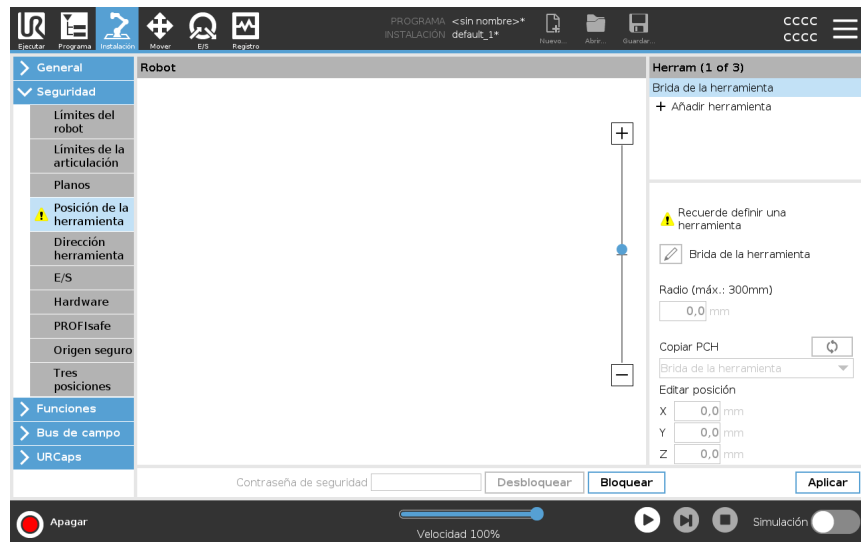 PROGRAMA <sin nombre>*
INSTALACIÓN default_1*
Ejecutar Programa Instalación Mover E/S Registro
Nuevo... Abrir... Guardar...
cccc
cccc
General
Seguridad
Límites del
robot
Límites de la
articulación
Planos
Posición de la
herramienta
Dirección
herramienta
E/S
Hardware
PROFIsafe
Origen seguro
Tres
posiciones
Funciones
Bus de campo
URCaps
Robot
Herram (1 of 3)
Brida de la herramienta
Añadir herramienta
Recuerde definir una
herramienta
Brida de la herramienta
Radio (máx.: 300mm)
0,0 mm
Copiar PCH
Brida de la herramienta
Editar posición
X 0,0 mm
Y 0,0 mm
Z 0,0 mm
Contraseña de seguridad Desbloquear Bloquear Aplicar
Apagar
Velocidad 100%
Simulación